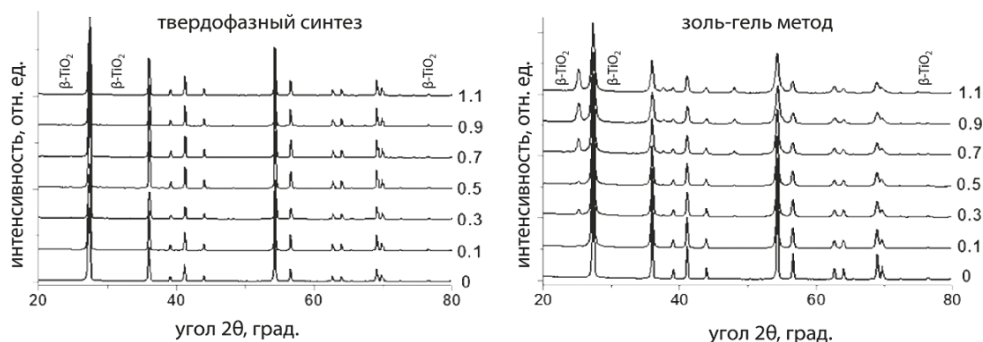 твердофазный синтез
интенсивность, отн. ед.
β-TiO₂
β-TiO₂
β-TiO₂
1.1
0.9
0.7
0.5
0.3
0.1
0
20 40 60 80
угол 2θ, град.
золь-гель метод
интенсивность, отн. ед.
β-TiO₂
β-TiO₂
β-TiO₂
1.1
0.9
0.7
0.5
0.3
0.1
0
20 40 60 80
угол 2θ, град.